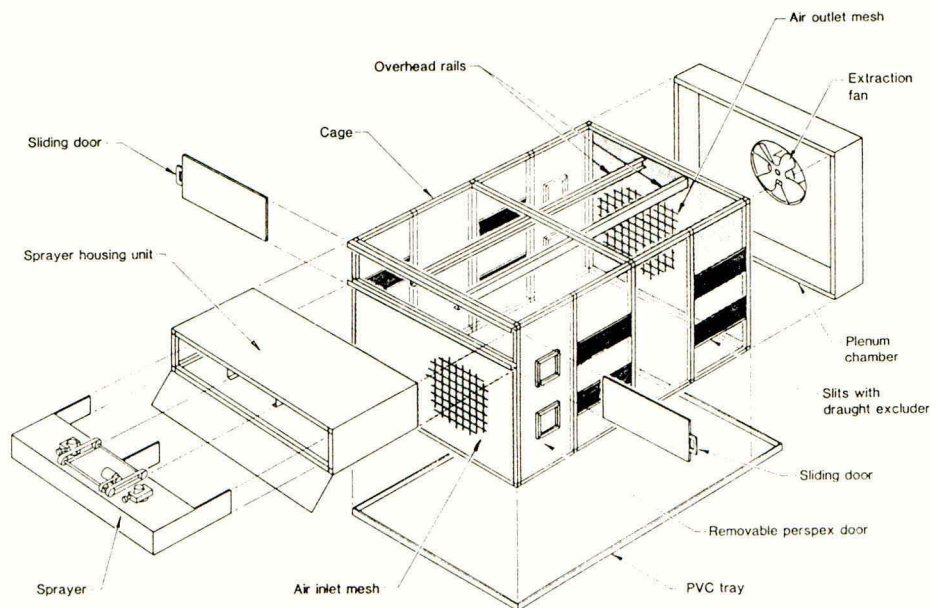 Air outlet mesh
Overhead rails
Extraction
fan
Cage
Sliding door
Sprayer housing unit
Plenum
chamber
Slits with
draught excluder
Sliding door
Removable perspex door
Sprayer
Air inlet mesh
PVC tray